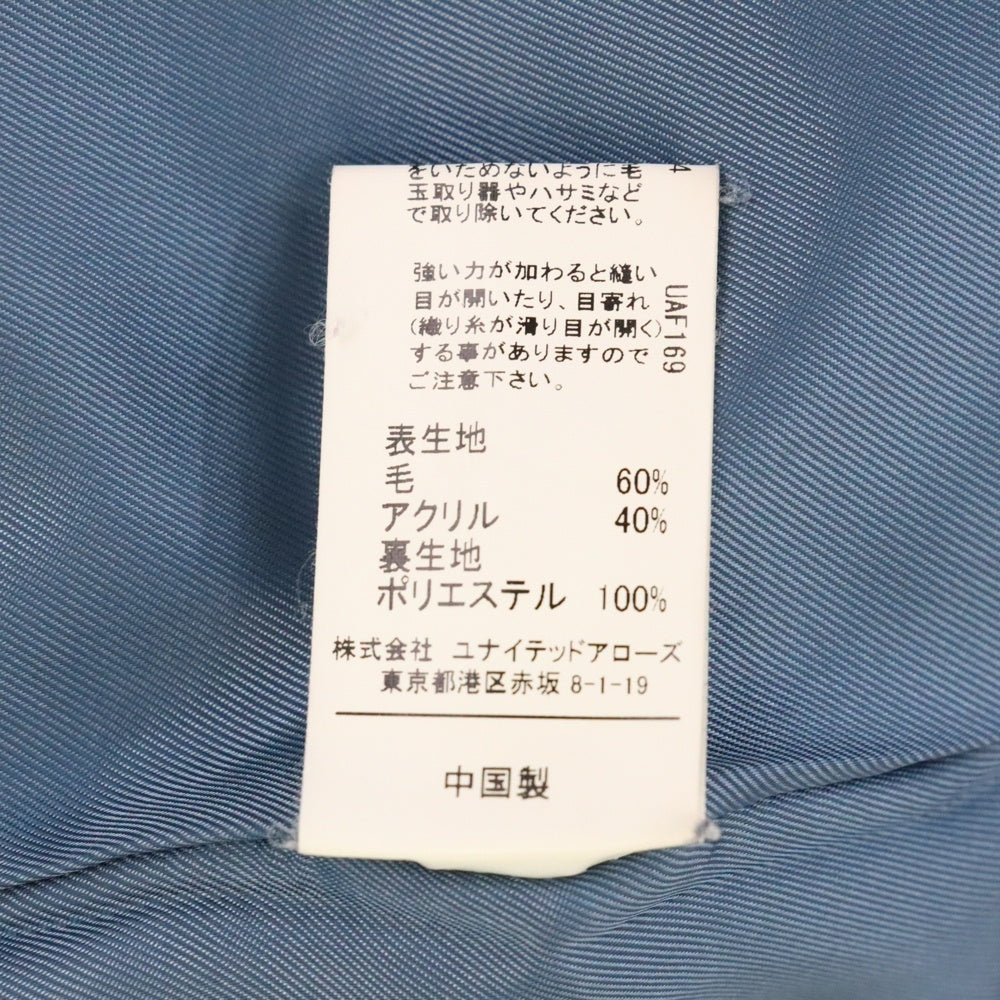 をいためないように毛
玉取り器やハサミなど
で取り除いてください。
強い力が加わると縫い
目が開いたり、目寄れ
(織り糸が滑り目が開く)
する事がありますので
ご注意下さい。
UAF169
表生地
毛 60%
アクリル 40%
裏生地
ポリエステル 100%
株式会社 ユナイテッドアローズ
東京都港区赤坂 8-1-19
中国製